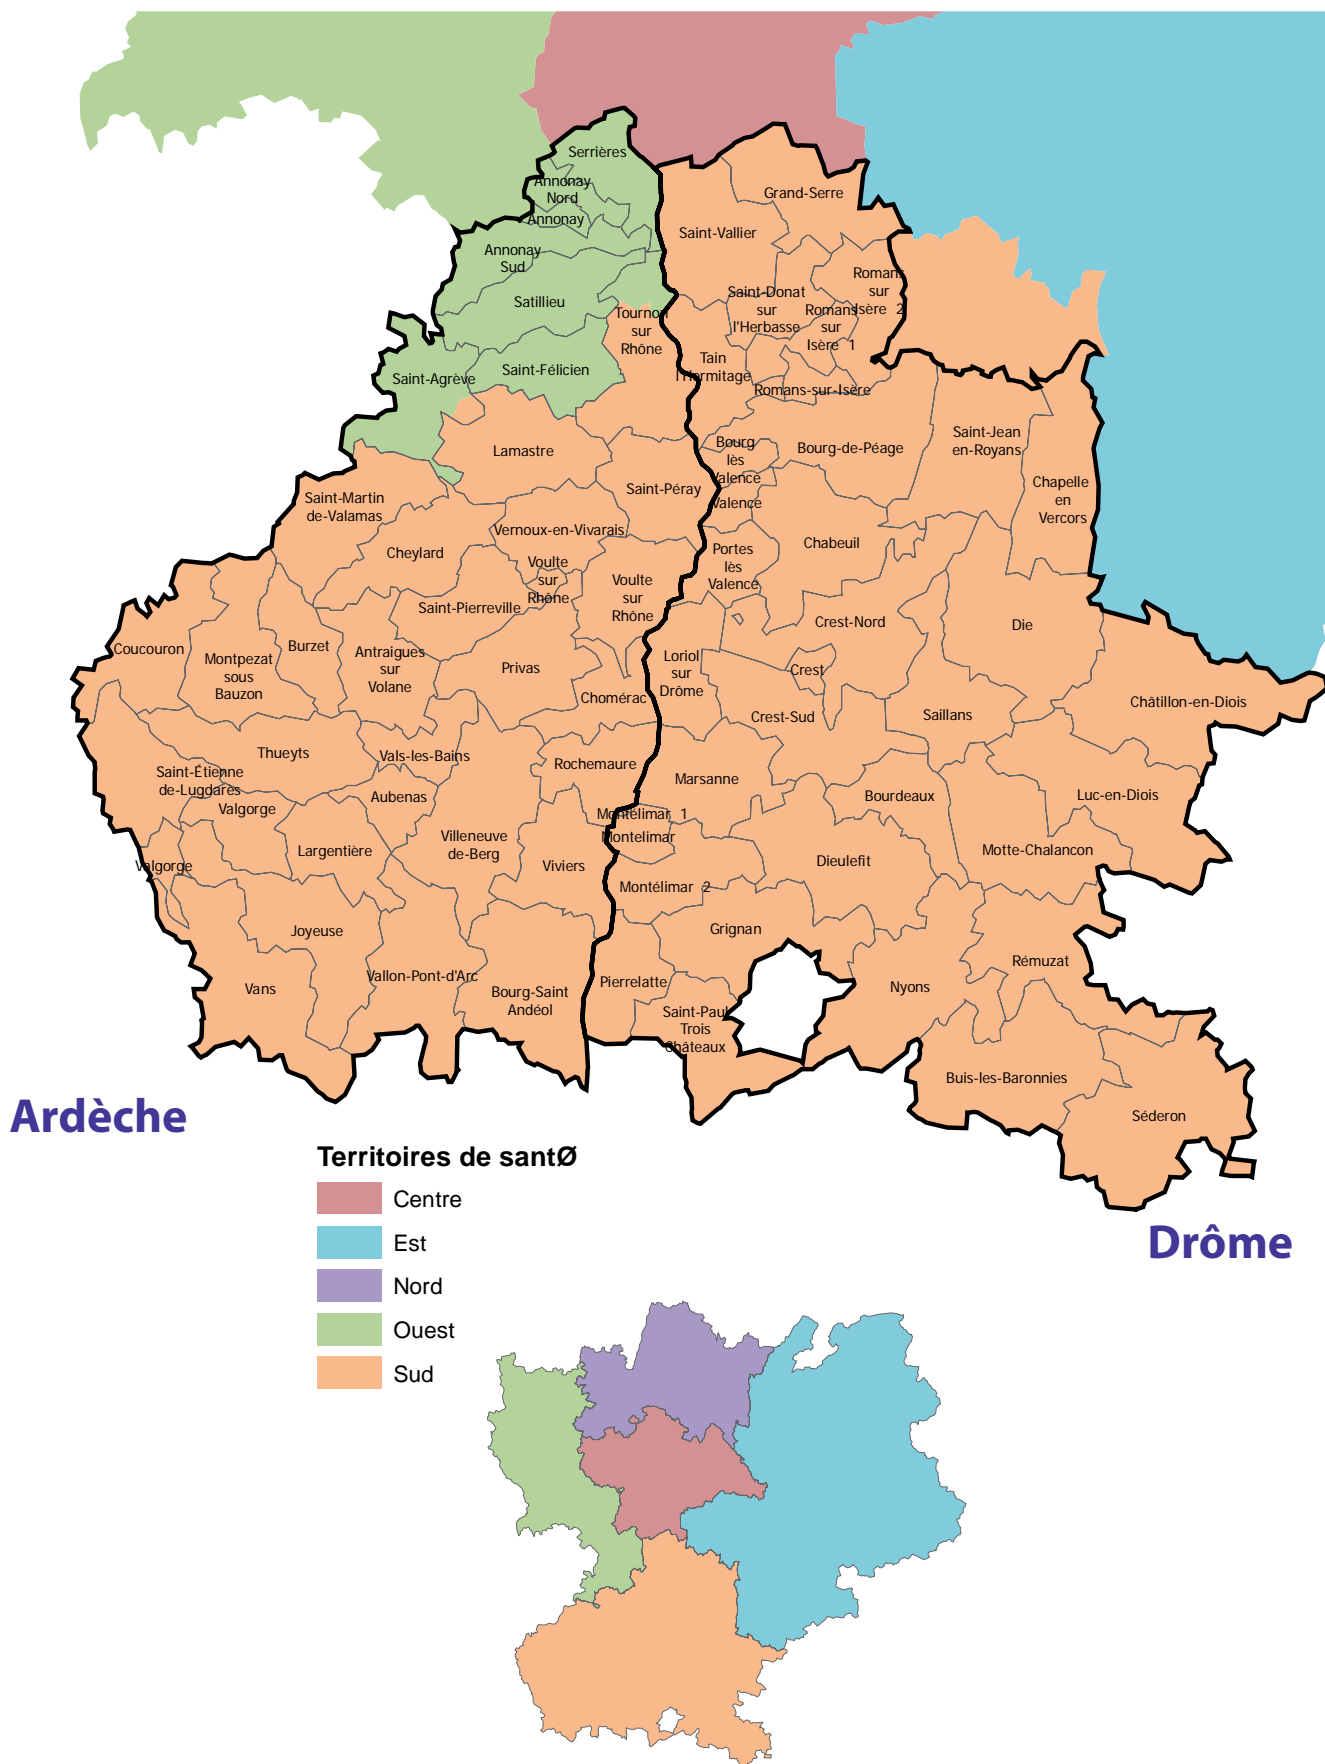 Serrières
Annonay
Nord
Annonay
Annonay
Sud
Satillieu
Saint-Félicien
Saint-Agrève
Tournon
sur
Rhône
Lamastre
Saint-Péray
Saint-Martin
de-Valamas
Cheylard
Vernoux-en-Vivarais
Voulte
sur
Rhône
Voulte
sur
Rhône
Saint-Pierreville
Coucouron
Montpezat
sous
Bauzon
Burzet
Antraigues
sur
Volane
Privas
Chomérac
Thueyts
Vals-les-Bains
Rochemaure
Saint-Étienne
de-Lugdarès
Valgorge
Aubenas
Largentière
Villeneuve
de-Berg
Viviers
Valgorge
Joyeuse
Vans
Vallon-Pont-d'Arc
Bourg-Saint
Andéol
Grand-Serre
Saint-Vallier
Romans
sur
Isère 2
Saint-Donat
sur
l'Herbasse
Romans
sur
Isère 1
Tain
l'Hermitage
Romans-sur-Isère
Bourg
lès
Valence
Bourg-de-Péage
Saint-Jean
en-Royans
Chapelle
en
Vercors
Valence
Chabeuil
Portes
lès
Valence
Crest-Nord
Die
Loriol
sur
Drôme
Crest
Crest-Sud
Saillans
Châtillon-en-Diois
Marsanne
Bourdeaux
Luc-en-Diois
Montélimar 1
Montelimar
Dieulefit
Motte-Chalancon
Montélimar 2
Grignan
Rémuzat
Pierrelatte
Nyons
Saint-Paul
Trois
Châteaux
Buis-les-Baronnies
Séderon
Ardèche
Drôme
Territoires de santØ
Centre
Est
Nord
Ouest
Sud